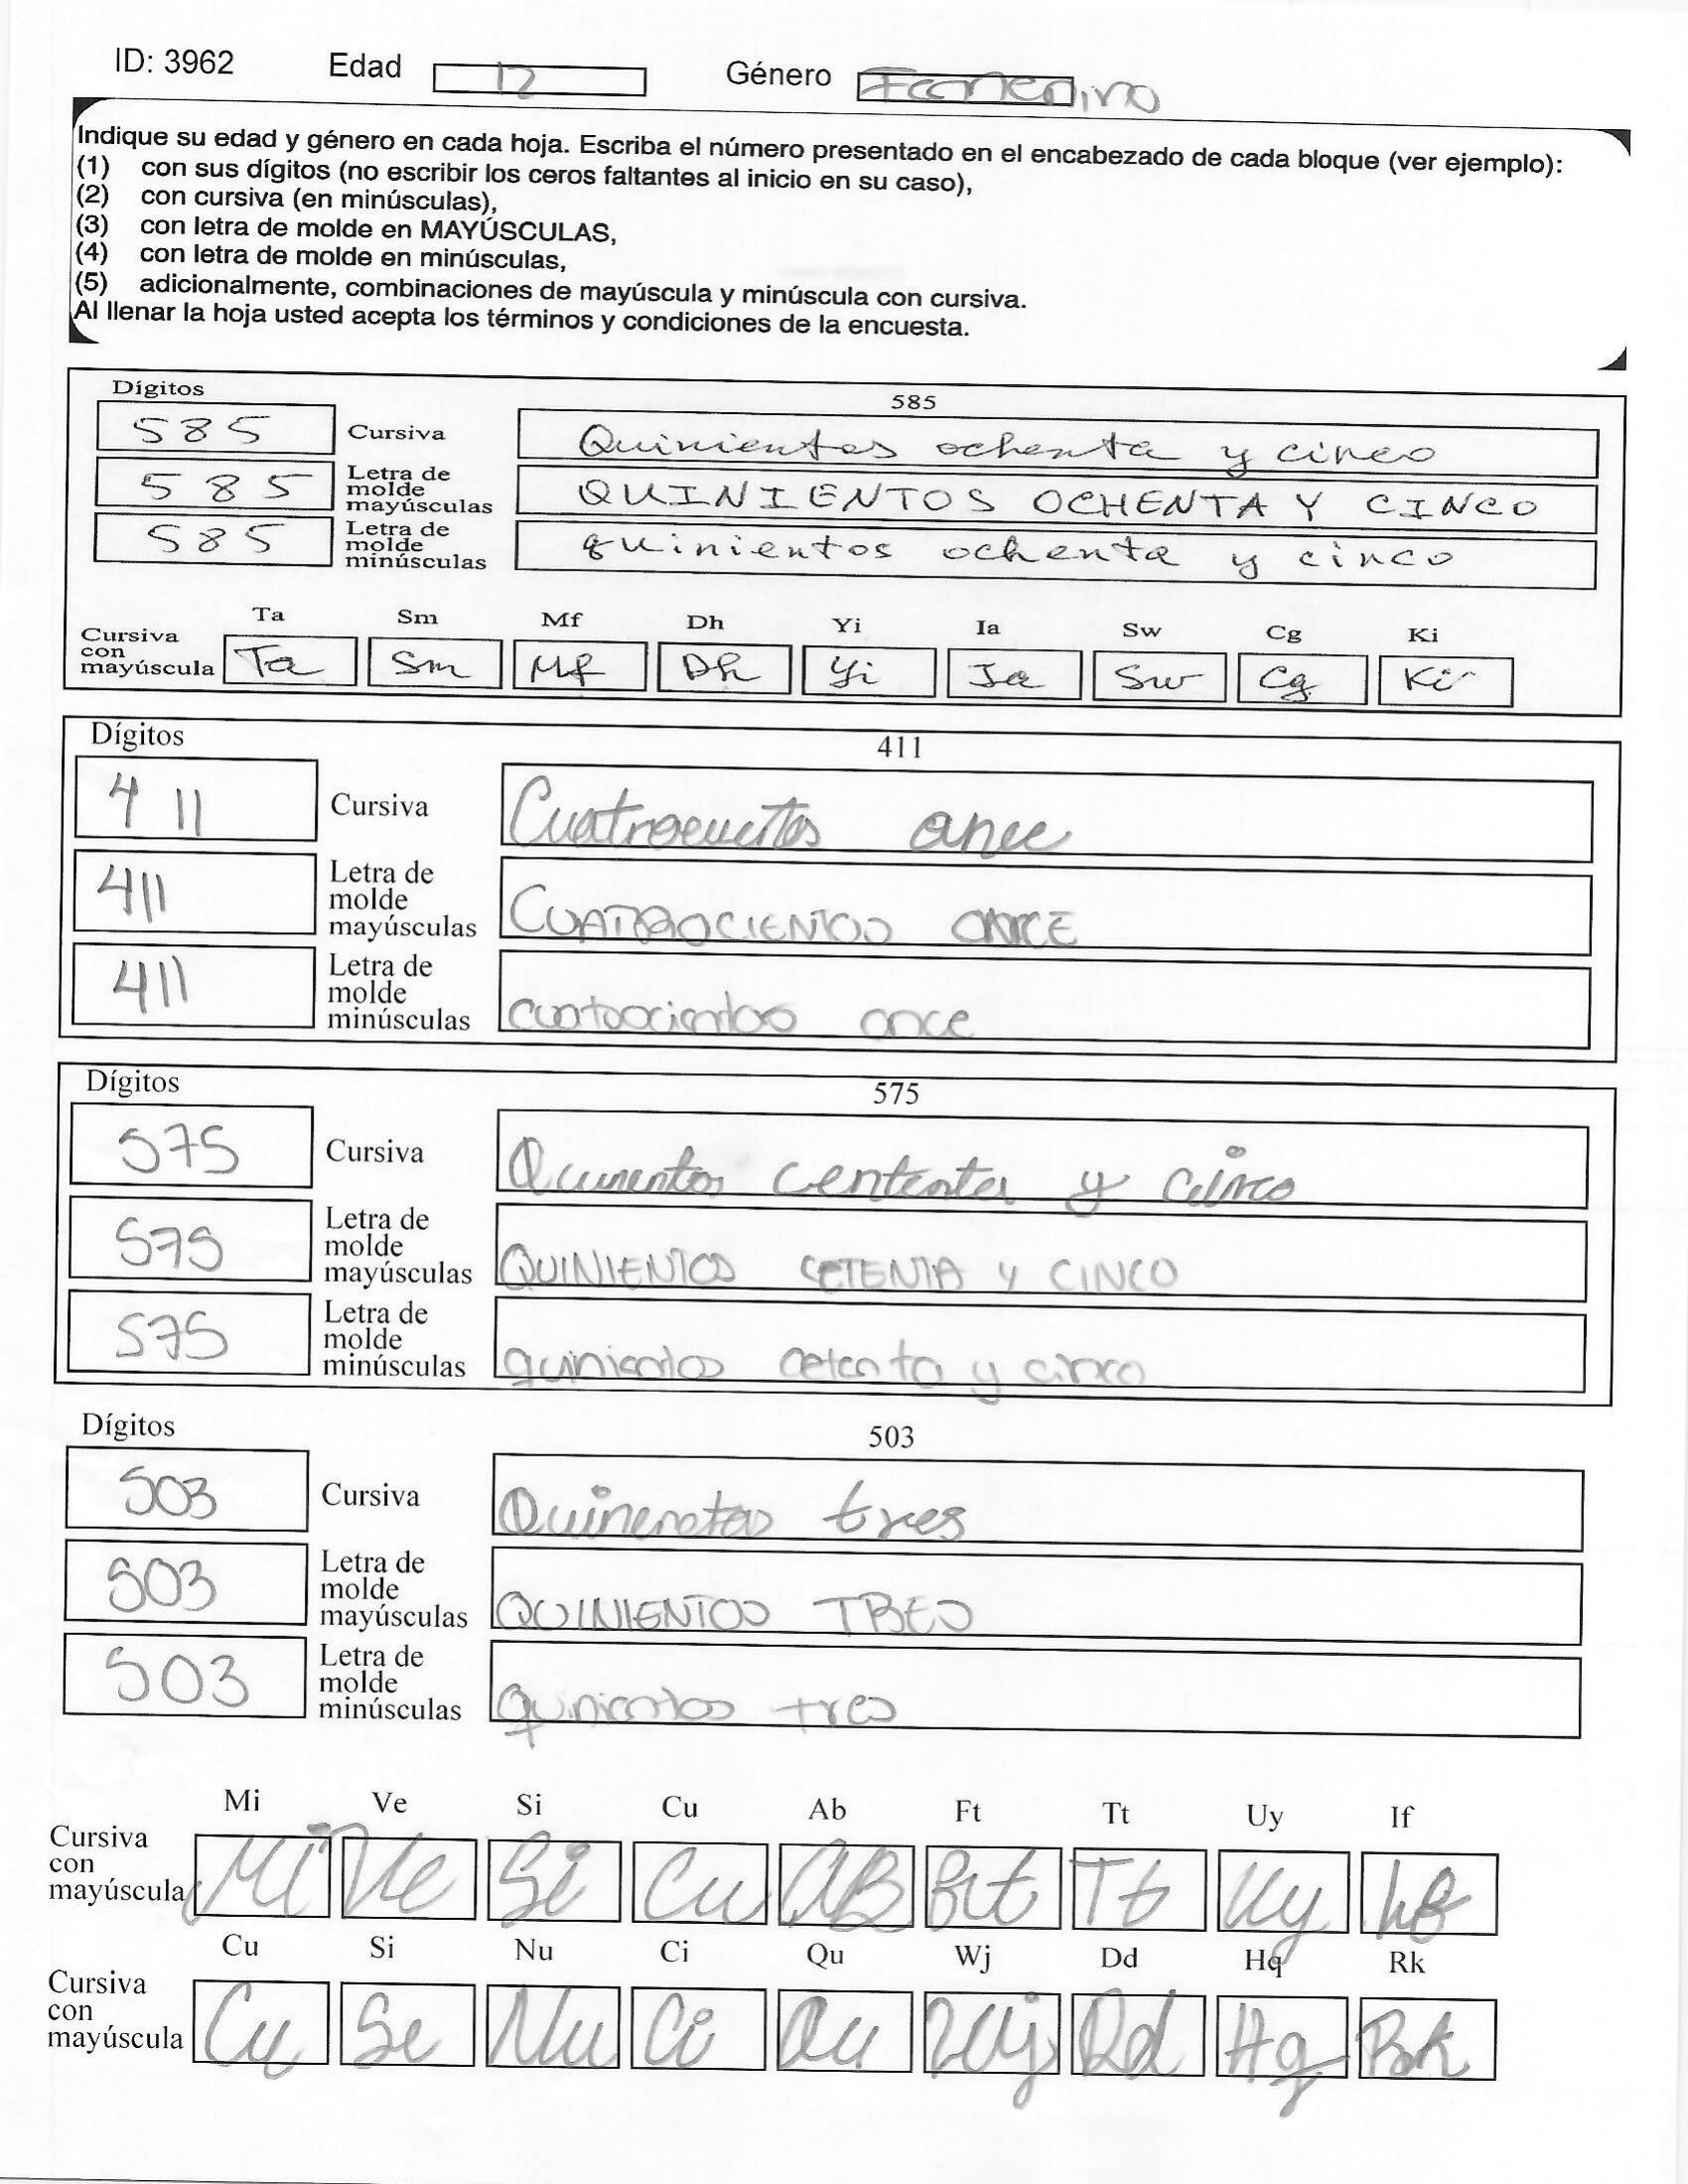 ID: 3962 Edad 12 Género Femenino
Indique su edad y género en cada hoja. Escriba el número presentado en el encabezado de cada bloque (ver ejemplo):
(1) con sus dígitos (no escribir los ceros faltantes al inicio en su caso),
(2) con cursiva (en minúsculas),
(3) con letra de molde en MAYÚSCULAS,
(4) con letra de molde en minúsculas,
(5) adicionalmente, combinaciones de mayúscula y minúscula con cursiva.
Al llenar la hoja usted acepta los términos y condiciones de la encuesta.
Dígitos 585
585 Cursiva Quinientos ochenta y cinco
585 Letra de molde mayúsculas QUINIENTOS OCHENTA Y CINCO
585 Letra de molde minúsculas quinientos ochenta y cinco
Ta Sm Mf Dh Yi Ia Sw Cg Ki
Cursiva con mayúscula Ta Sm Mf Dh Yi Ia Sw Cg Ki
Dígitos 411
411 Cursiva once
411 Letra de molde mayúsculas CUATROCIENTOS ONCE
411 Letra de molde minúsculas once
Dígitos 575
575 Cursiva y cinco
575 Letra de molde mayúsculas QUINIENTOS CETENTA Y CINCO
575 Letra de molde minúsculas quinientos cetenta y cinco
Dígitos 503
503 Cursiva tres
503 Letra de molde mayúsculas QUINIENTOS TRES
503 Letra de molde minúsculas quinientos tres
Mi Ve Si Cu Ab Ft Tt Uy If
Cursiva con mayúscula Mi Ve Si Cu AB Ft Tt Uy If
Cu Si Nu Ci Qu Wj Dd Hq Rk
Cursiva con mayúscula Cu Si Nu Ci Qu Wj Dd Hq Rk